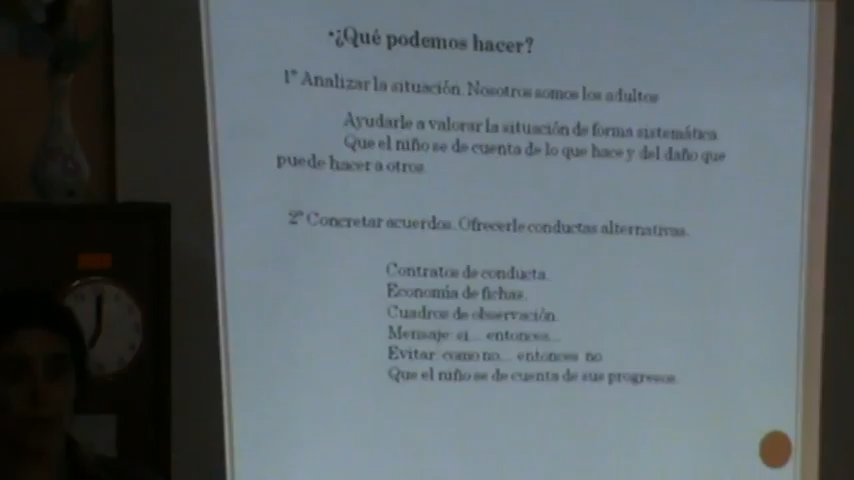 •¿Qué podemos hacer?
1º Analizar la situación. Nosotros somos los adultos
Ayudarle a valorar la situación de forma sistemática
Que el niño se de cuenta de lo que hace y del daño que
puede hacer a otros.
2º Concretar acuerdos. Ofrecerle conductas alternativas.
Contratos de conducta.
Economía de fichas.
Cuadros de observación.
Mensaje: si... entonces...
Evitar: como no... entonces no
Que el niño se de cuenta de sus progresos.